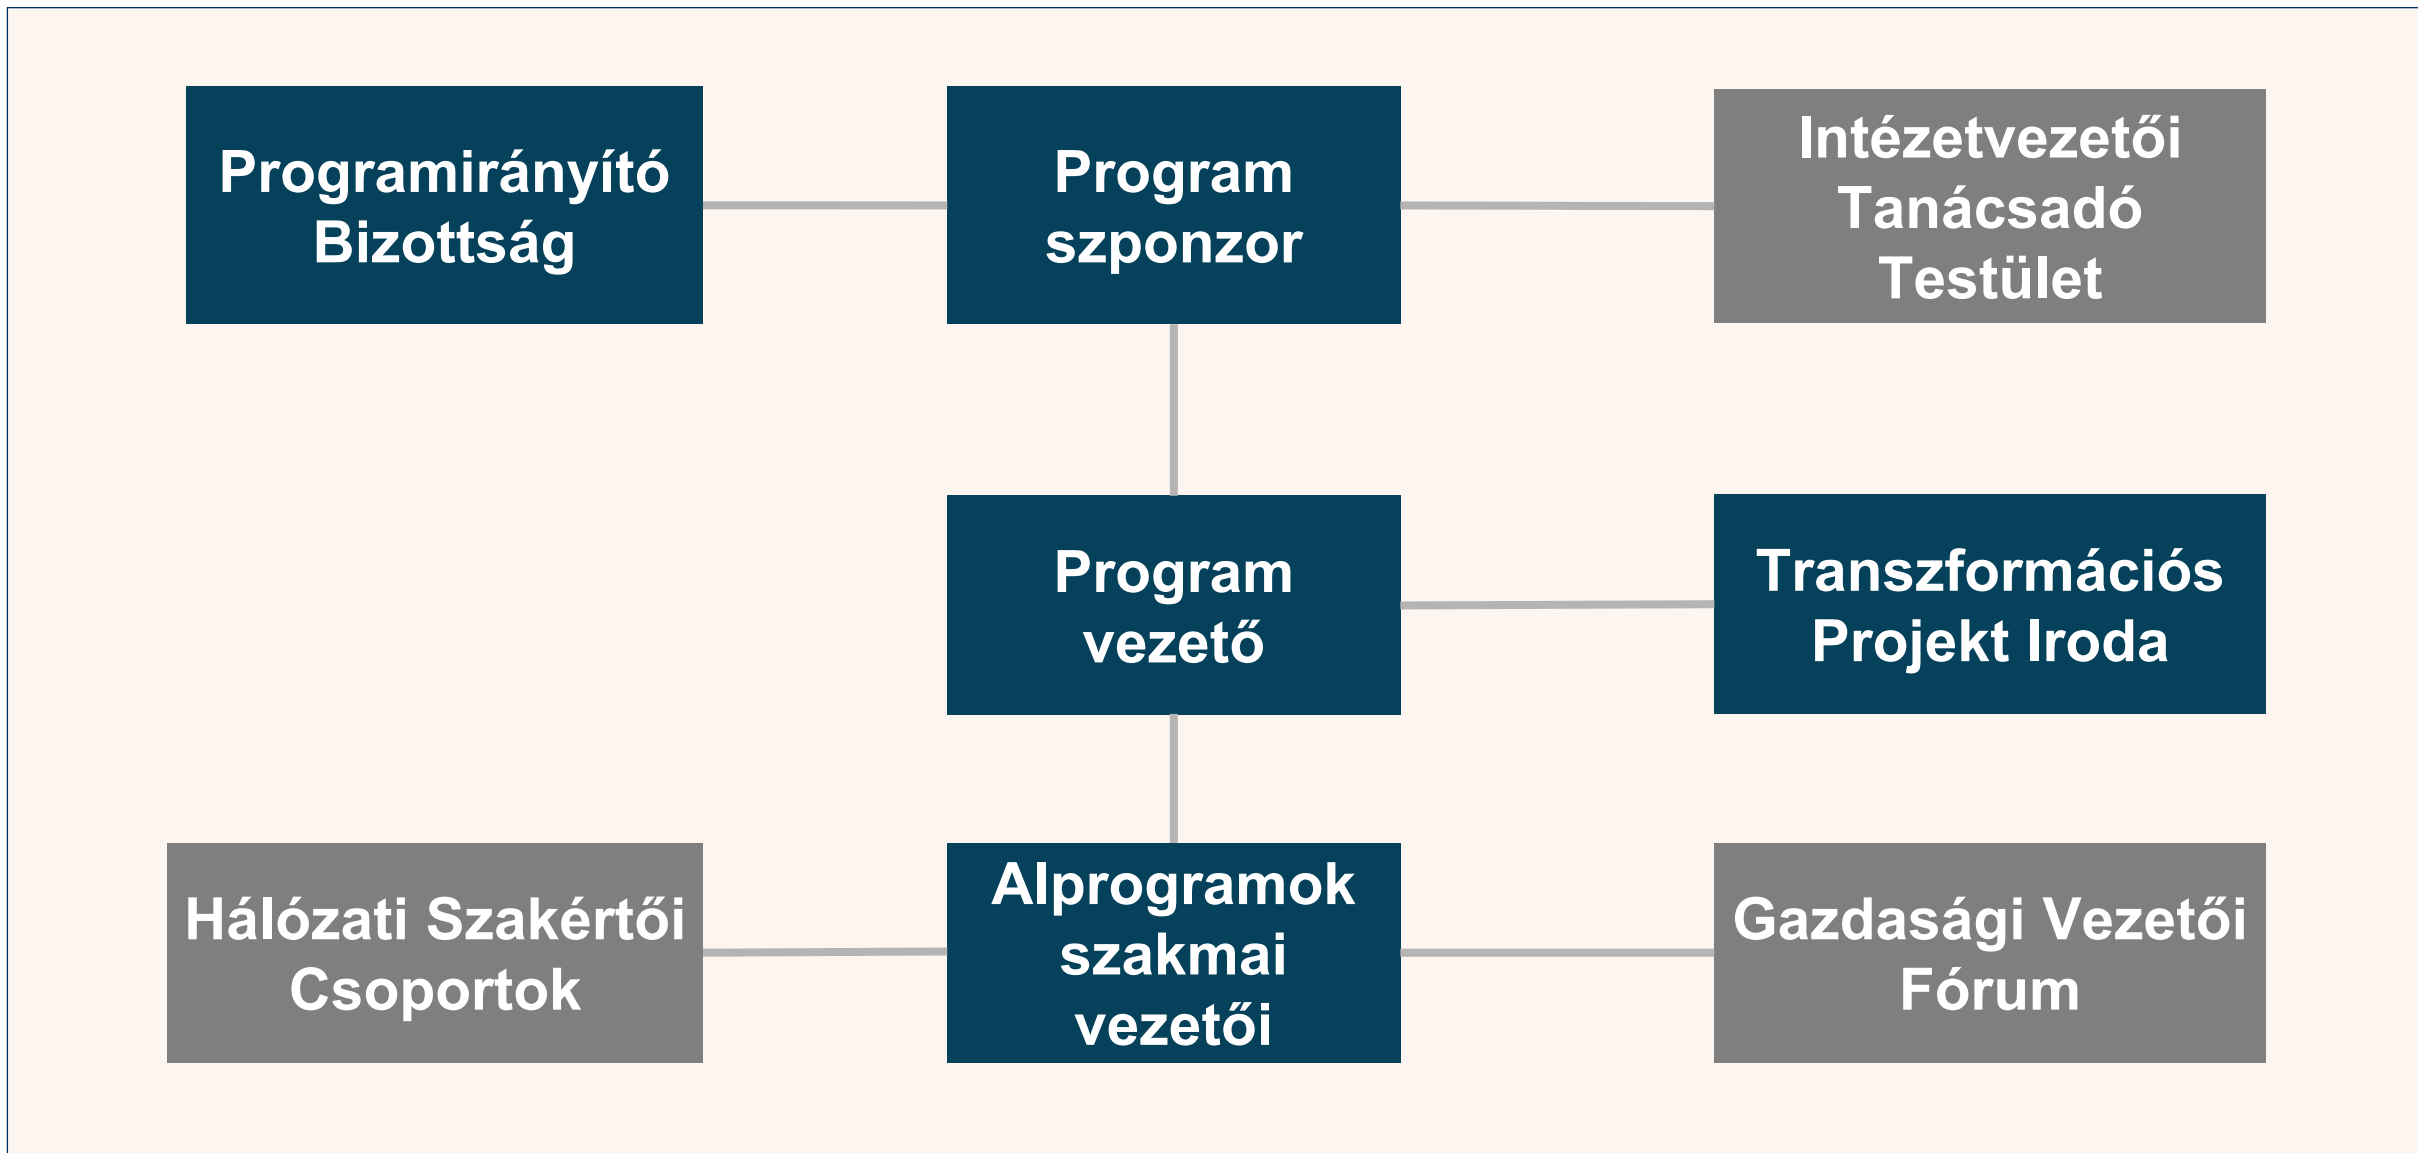 Programirányító
Bizottság
Program
szponzor
Intézetvezetői
Tanácsadó
Testület
Program
vezető
Transzformációs
Projekt Iroda
Hálózati Szakértői
Csoportok
Alprogramok
szakmai
vezetői
Gazdasági Vezetői
Fórum